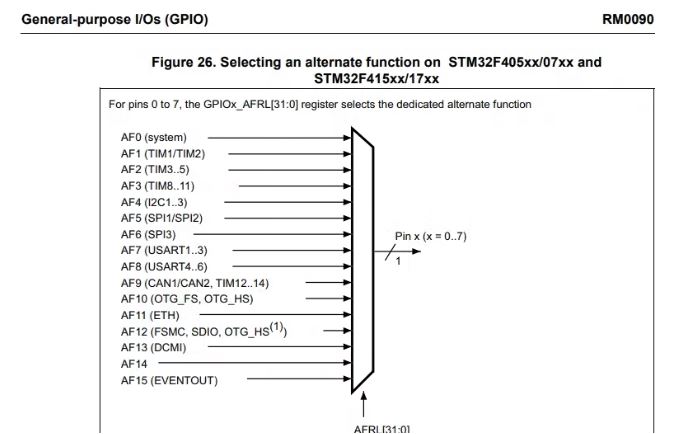 General-purpose I/Os (GPIO) RM0090
Figure 26. Selecting an alternate function on STM32F405xx/07xx and
STM32F415xx/17xx
For pins 0 to 7, the GPIOx_AFRL[31:0] register selects the dedicated alternate function
AF0 (system)
AF1 (TIM1/TIM2)
AF2 (TIM3..5)
AF3 (TIM8..11)
AF4 (I2C1..3)
AF5 (SPI1/SPI2)
AF6 (SPI3)
Pin x (x = 0..7)
AF7 (USART1..3)
1
AF8 (USART4..6)
AF9 (CAN1/CAN2, TIM12..14)
AF10 (OTG_FS, OTG_HS)
AF11 (ETH)
AF12 (FSMC, SDIO, OTG_HS(1))
AF13 (DCMI)
AF14
AF15 (EVENTOUT)
AFRL[31:0]